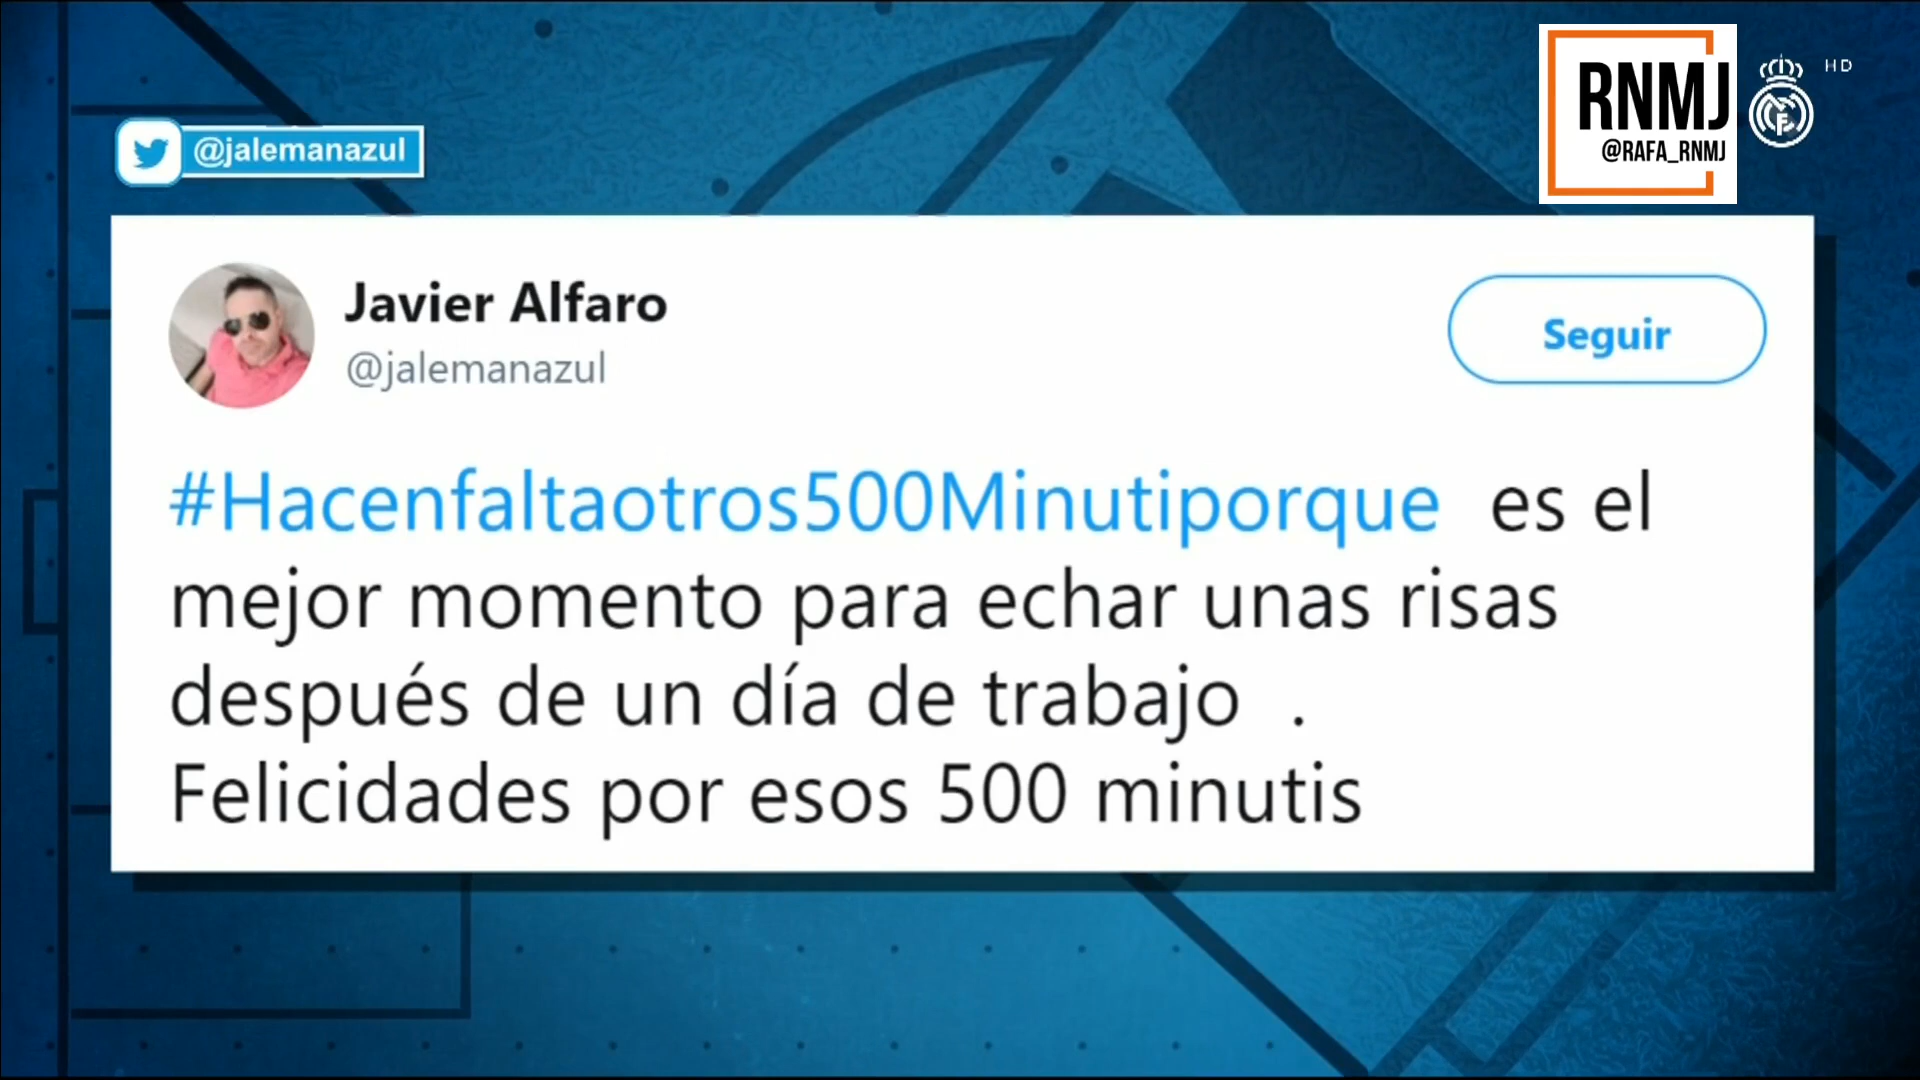 RNMJ
@RAFA_RNMJ
HD
@jalemanazul
Javier Alfaro
@jalemanazul
Seguir
#Hacenfaltaotros500Minutiporque es el
mejor momento para echar unas risas
después de un día de trabajo .
Felicidades por esos 500 minutis